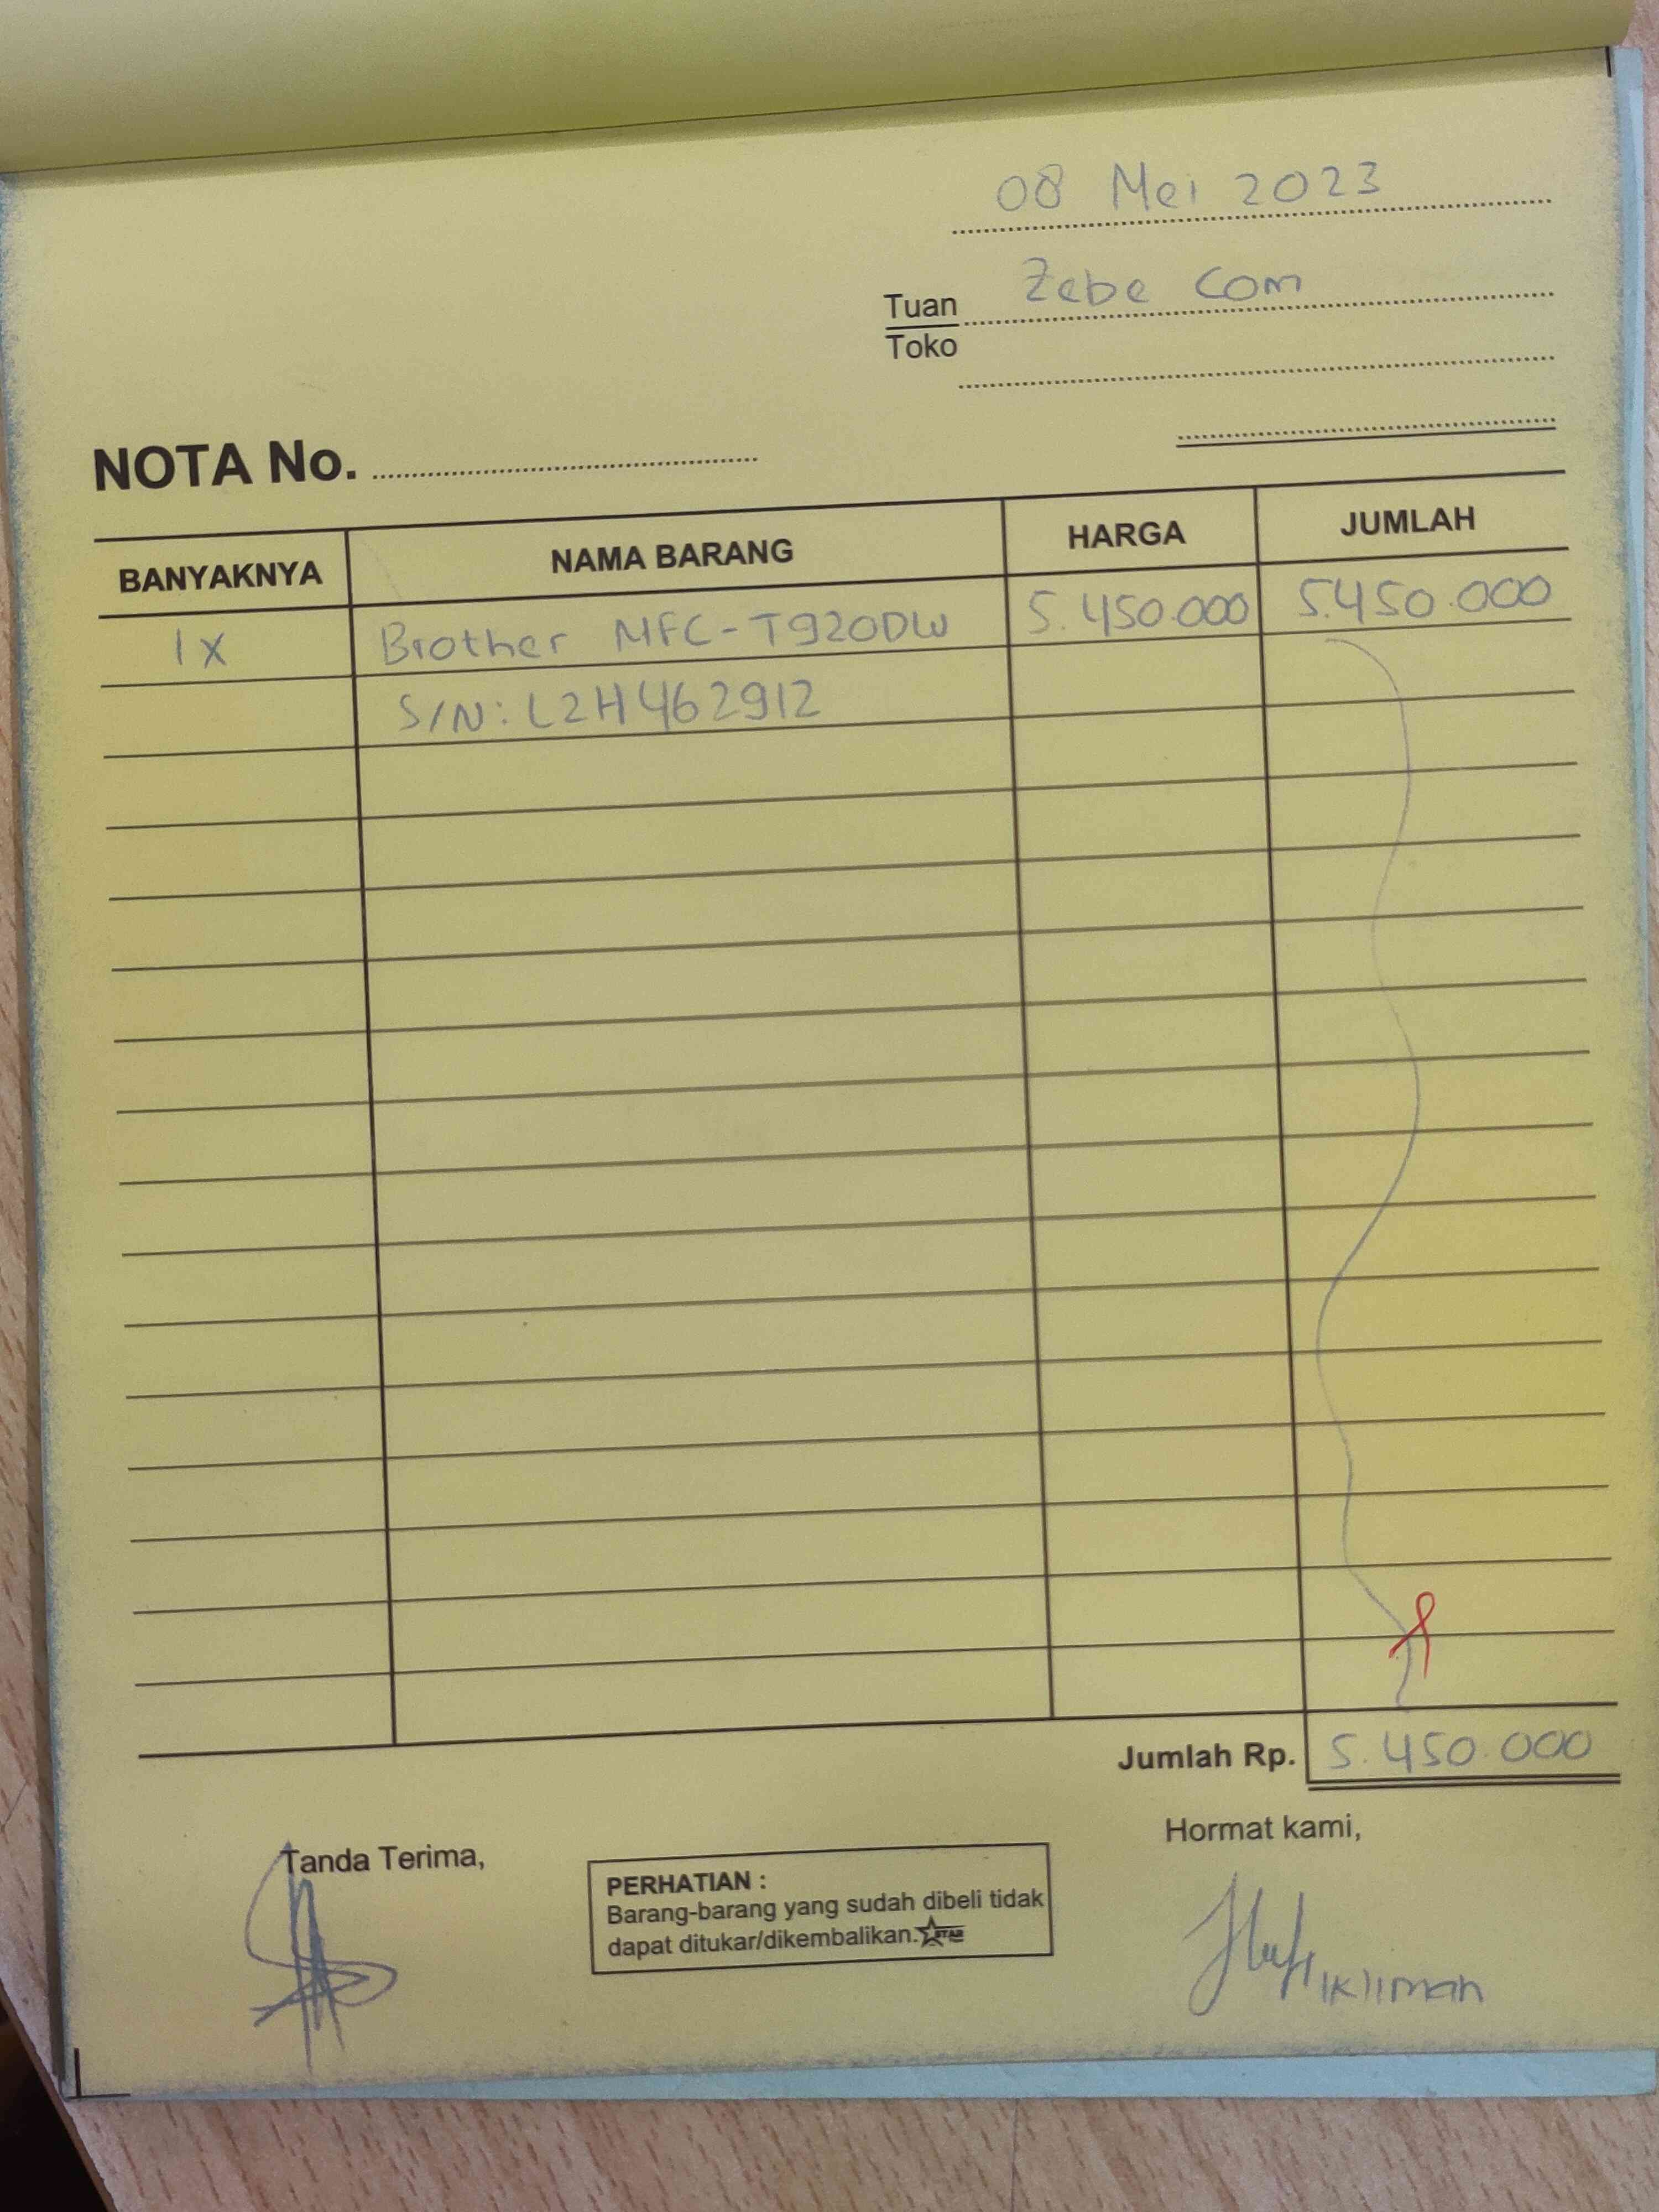 08 Mei 2023
Tuan Zebe Com
Toko
NOTA No.
BANYAKNYA NAMA BARANG HARGA JUMLAH
1x Brother MFC-T920DW 5.450.000 5.450.000
S/N: L2H462912
Jumlah Rp. 5.450.000
Tanda Terima, Hormat kami,
PERHATIAN :
Barang-barang yang sudah dibeli tidak
dapat ditukar/dikembalikan. STAR
Ikliman